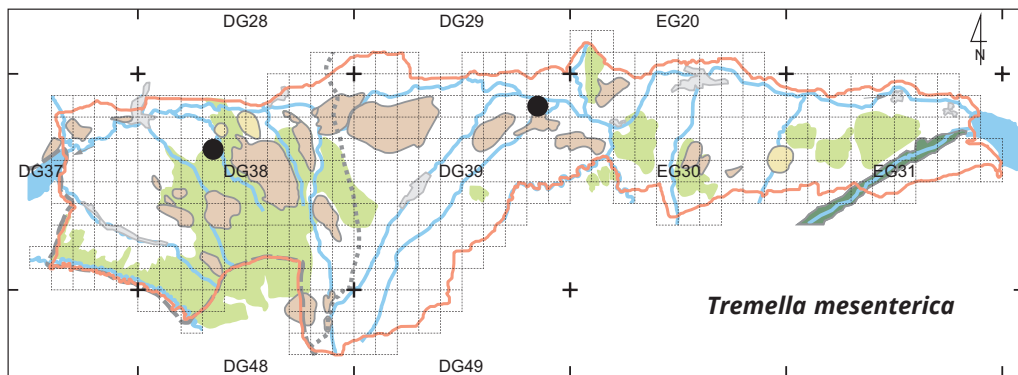 DG28 DG29 EG20
N
DG37 DG38 DG39 EG30 EG31
Tremella mesenterica
DG48 DG49